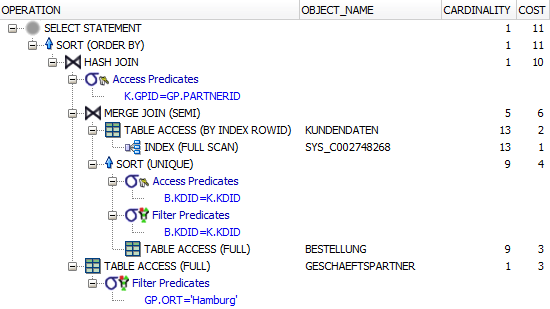 OPERATION OBJECT_NAME CARDINALITY COST
SELECT STATEMENT 1 11
SORT (ORDER BY) 1 11
HASH JOIN 1 10
Access Predicates
K.GPID=GP.PARTNERID
MERGE JOIN (SEMI) 5 6
TABLE ACCESS (BY INDEX ROWID) KUNDENDATEN 13 2
INDEX (FULL SCAN) SYS_C002748268 13 1
SORT (UNIQUE) 9 4
Access Predicates
B.KDID=K.KDID
Filter Predicates
B.KDID=K.KDID
TABLE ACCESS (FULL) BESTELLUNG 9 3
TABLE ACCESS (FULL) GESCHAEFTSPARTNER 1 3
Filter Predicates
GP.ORT='Hamburg'